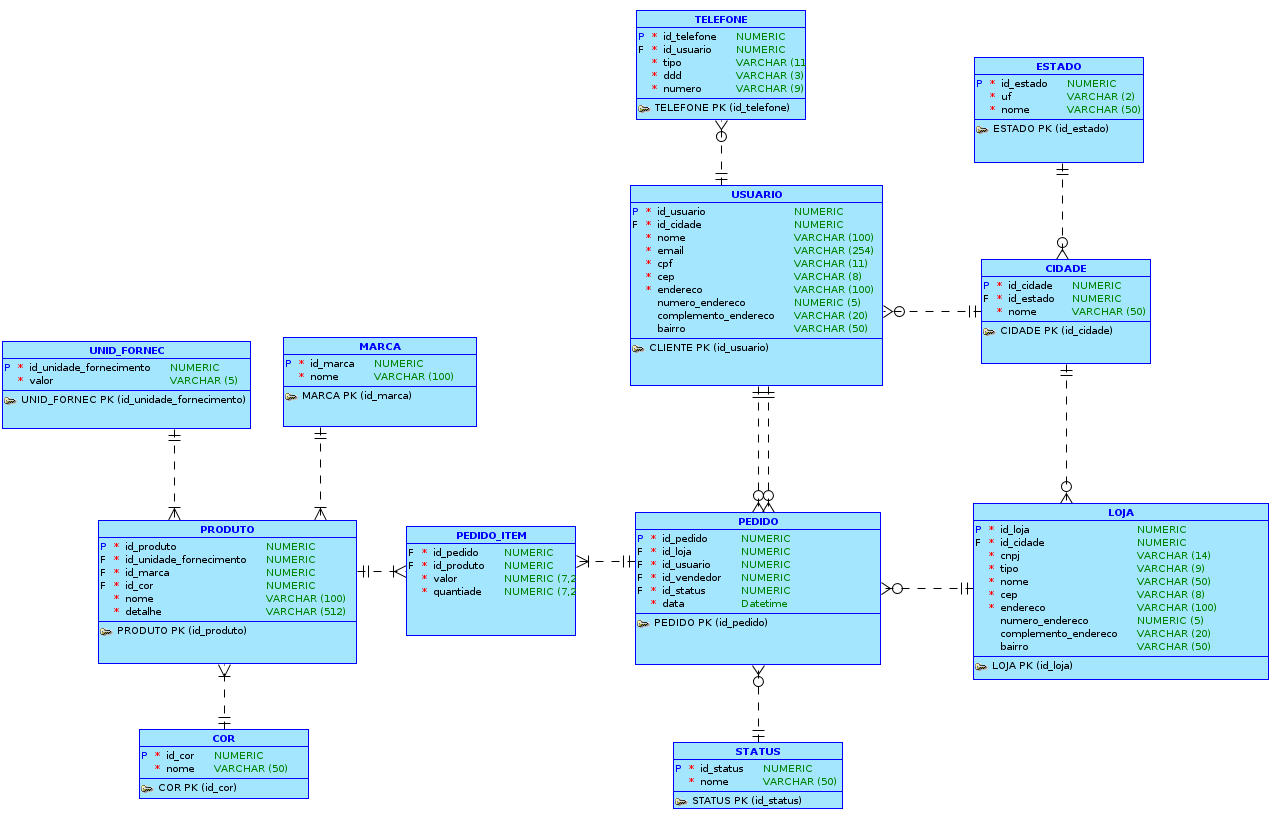 TELEFONE
P * id_telefone NUMERIC
F * id_usuario NUMERIC
* tipo VARCHAR (11
* ddd VARCHAR (3)
* numero VARCHAR (9)
TELEFONE PK (id_telefone)
ESTADO
P * id_estado NUMERIC
* uf VARCHAR (2)
* nome VARCHAR (50)
ESTADO PK (id_estado)
USUARIO
P * id_usuario NUMERIC
F * id_cidade NUMERIC
* nome VARCHAR (100)
* email VARCHAR (254)
* cpf VARCHAR (11)
* cep VARCHAR (8)
* endereco VARCHAR (100)
numero_endereco NUMERIC (5)
complemento_endereco VARCHAR (20)
bairro VARCHAR (50)
CLIENTE PK (id_usuario)
CIDADE
P * id_cidade NUMERIC
F * id_estado NUMERIC
* nome VARCHAR (50)
CIDADE PK (id_cidade)
UNID_FORNEC
P * id_unidade_fornecimento NUMERIC
* valor VARCHAR (5)
UNID_FORNEC PK (id_unidade_fornecimento)
MARCA
P * id_marca NUMERIC
* nome VARCHAR (100)
MARCA PK (id_marca)
PRODUTO
P * id_produto NUMERIC
F * id_unidade_fornecimento NUMERIC
F * id_marca NUMERIC
F * id_cor NUMERIC
* nome VARCHAR (100)
* detalhe VARCHAR (512)
PRODUTO PK (id_produto)
PEDIDO_ITEM
F * id_pedido NUMERIC
F * id_produto NUMERIC
* valor NUMERIC (7,2
* quantiade NUMERIC (7,2
PEDIDO
P * id_pedido NUMERIC
F * id_loja NUMERIC
F * id_usuario NUMERIC
F * id_vendedor NUMERIC
F * id_status NUMERIC
* data Datetime
PEDIDO PK (id_pedido)
LOJA
P * id_loja NUMERIC
F * id_cidade NUMERIC
* cnpj VARCHAR (14)
* tipo VARCHAR (9)
* nome VARCHAR (50)
* cep VARCHAR (8)
* endereco VARCHAR (100)
numero_endereco NUMERIC (5)
complemento_endereco VARCHAR (20)
bairro VARCHAR (50)
LOJA PK (id_loja)
COR
P * id_cor NUMERIC
* nome VARCHAR (50)
COR PK (id_cor)
STATUS
P * id_status NUMERIC
* nome VARCHAR (50)
STATUS PK (id_status)